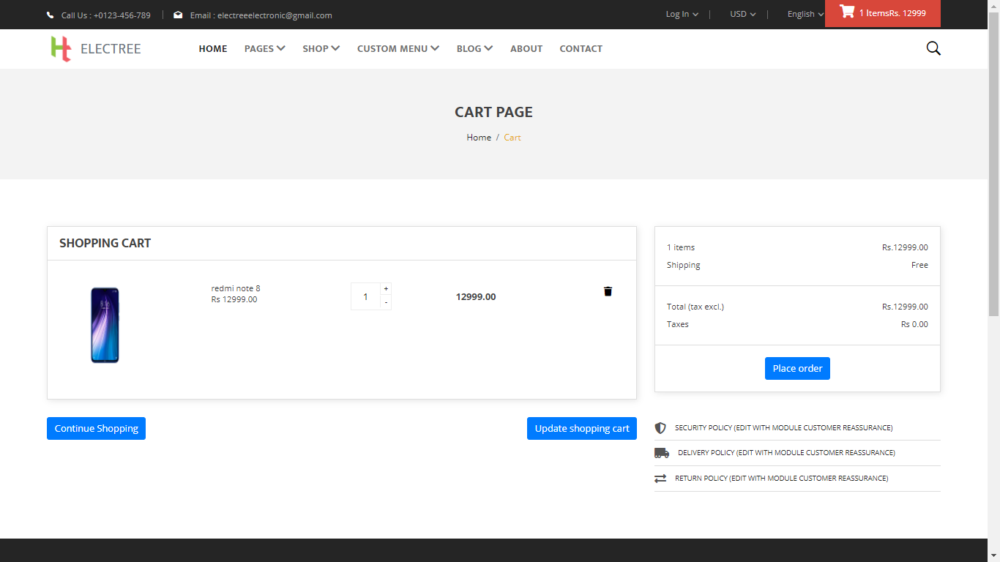 Call Us : +0123-456-789
Email : electreeelectronic@gmail.com
Log In
USD
English
1 ItemsRs. 12999
ELECTREE
HOME
PAGES
SHOP
CUSTOM MENU
BLOG
ABOUT
CONTACT
CART PAGE
Home / Cart
SHOPPING CART
redmi note 8
Rs 12999.00
1
+
-
12999.00
1 items Rs.12999.00
Shipping Free
Total (tax excl.) Rs.12999.00
Taxes Rs 0.00
Place order
Continue Shopping
Update shopping cart
SECURITY POLICY (EDIT WITH MODULE CUSTOMER REASSURANCE)
DELIVERY POLICY (EDIT WITH MODULE CUSTOMER REASSURANCE)
RETURN POLICY (EDIT WITH MODULE CUSTOMER REASSURANCE)